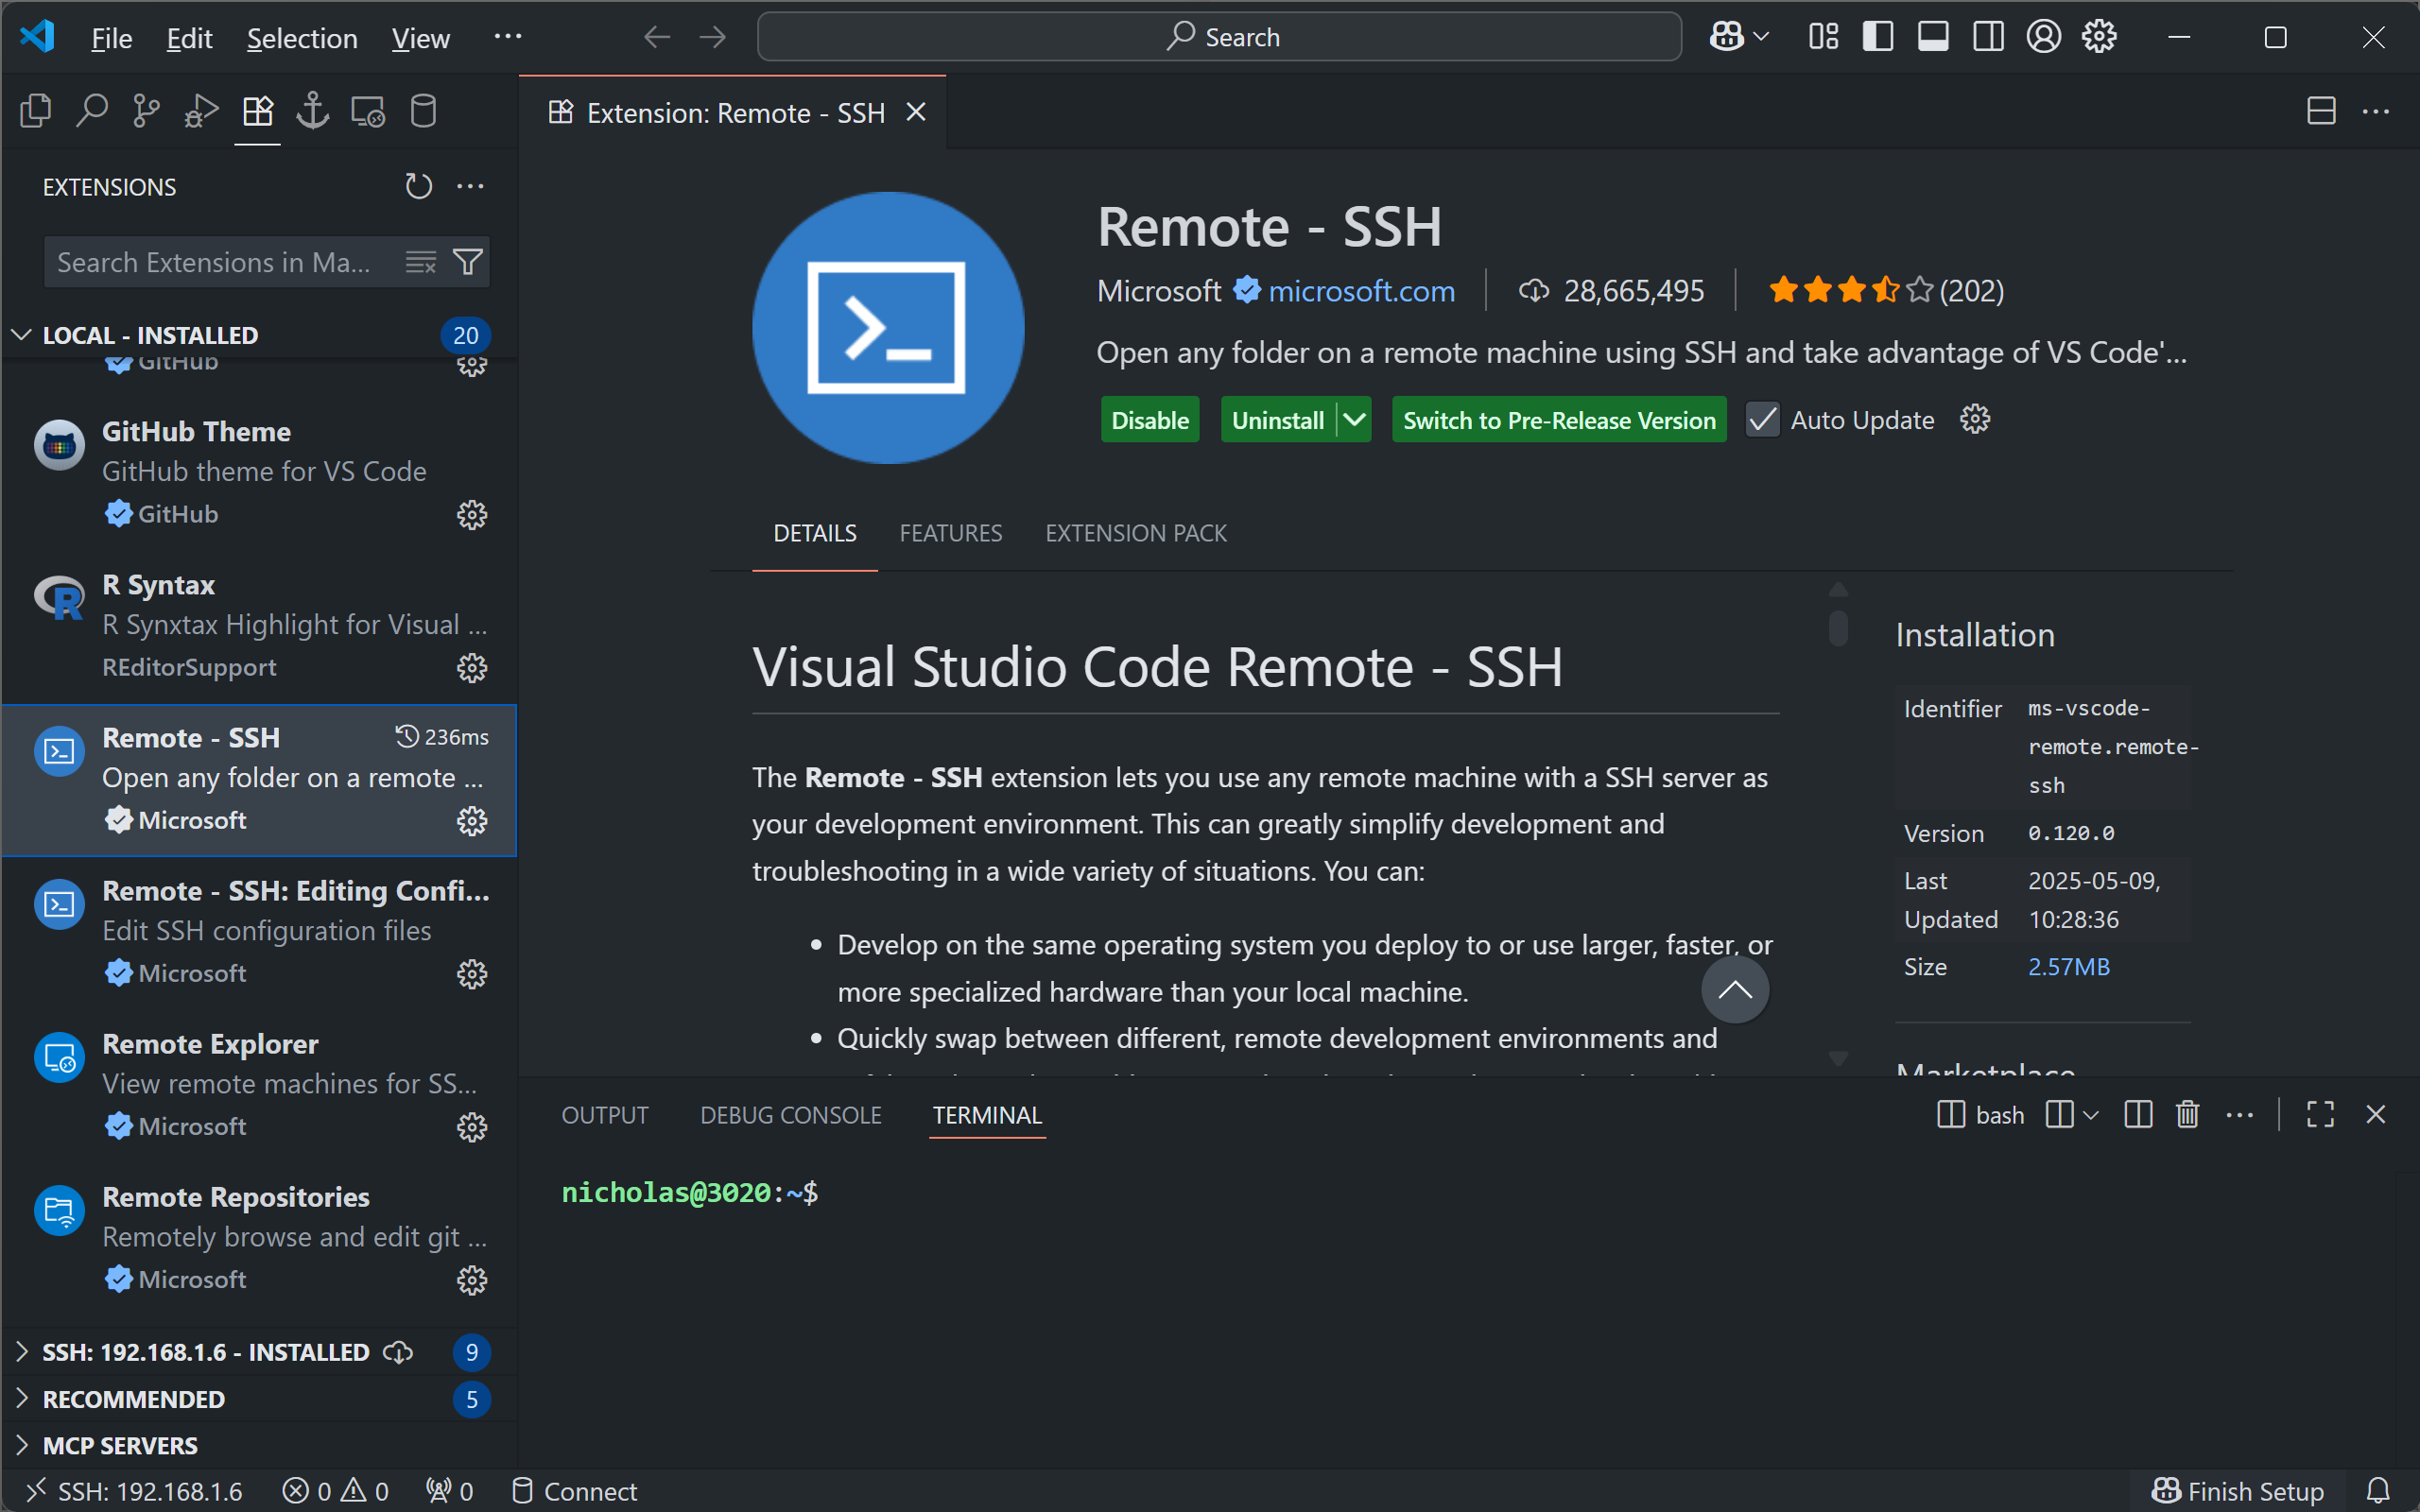 File Edit Selection View ···
Search
EXTENSIONS
Search Extensions in Ma...
LOCAL - INSTALLED 20
GitHub
GitHub Theme
GitHub theme for VS Code
GitHub
R Syntax
R Synxtax Highlight for Visual ...
REditorSupport
Remote - SSH 236ms
Open any folder on a remote ...
Microsoft
Remote - SSH: Editing Confi...
Edit SSH configuration files
Microsoft
Remote Explorer
View remote machines for SS...
Microsoft
Remote Repositories
Remotely browse and edit git ...
Microsoft
SSH: 192.168.1.6 - INSTALLED 9
RECOMMENDED 5
MCP SERVERS
Extension: Remote - SSH
Remote - SSH
Microsoft microsoft.com 28,665,495 (202)
Open any folder on a remote machine using SSH and take advantage of VS Code'...
Disable Uninstall Switch to Pre-Release Version Auto Update
DETAILS FEATURES EXTENSION PACK
Visual Studio Code Remote - SSH
The Remote - SSH extension lets you use any remote machine with a SSH server as
your development environment. This can greatly simplify development and
troubleshooting in a wide variety of situations. You can:
• Develop on the same operating system you deploy to or use larger, faster, or
more specialized hardware than your local machine.
• Quickly swap between different, remote development environments and
Installation
Identifier ms-vscode-
remote.remote-
ssh
Version 0.120.0
Last 2025-05-09,
Updated 10:28:36
Size 2.57MB
Marketplace
OUTPUT DEBUG CONSOLE TERMINAL
bash
nicholas@3020:~$
SSH: 192.168.1.6 0 0 0 Connect
Finish Setup